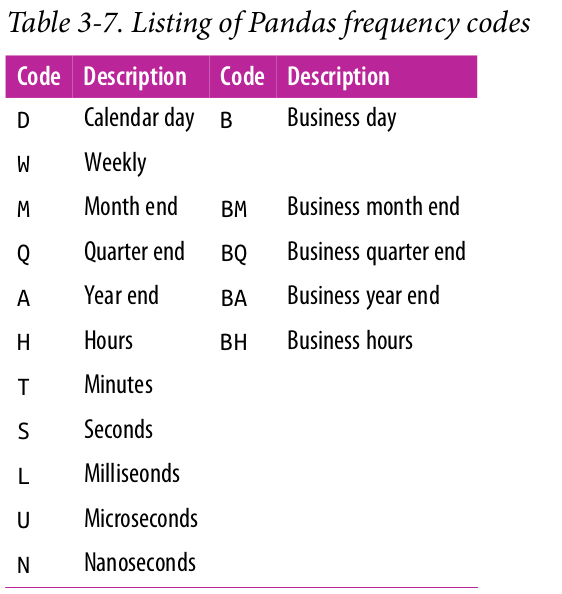 Table 3-7. Listing of Pandas frequency codes
Code Description Code Description
D Calendar day B Business day
W Weekly
M Month end BM Business month end
Q Quarter end BQ Business quarter end
A Year end BA Business year end
H Hours BH Business hours
T Minutes
S Seconds
L Milliseonds
U Microseconds
N Nanoseconds